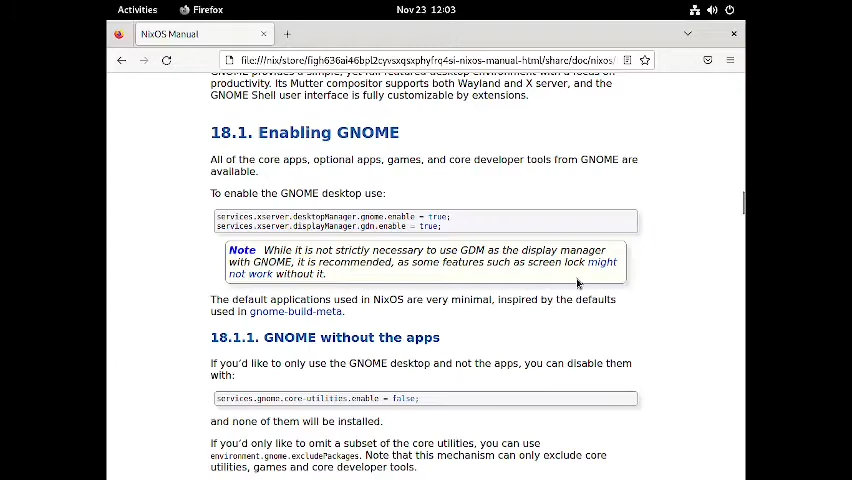 Activities Firefox Nov 23 12:03
NixOS Manual
file:///nix/store/figh636ai46bpl2cyvsxqsxphyfrq4si-nixos-manual-html/share/doc/nixos/
GNOME provides a simple, yet full featured desktop environment with a focus on
productivity. Its Mutter compositor supports both Wayland and X server, and the
GNOME Shell user interface is fully customizable by extensions.
18.1. Enabling GNOME
All of the core apps, optional apps, games, and core developer tools from GNOME are
available.
To enable the GNOME desktop use:
services.xserver.desktopManager.gnome.enable = true;
services.xserver.displayManager.gdm.enable = true;
Note While it is not strictly necessary to use GDM as the display manager
with GNOME, it is recommended, as some features such as screen lock might
not work without it.
The default applications used in NixOS are very minimal, inspired by the defaults
used in gnome-build-meta.
18.1.1. GNOME without the apps
If you'd like to only use the GNOME desktop and not the apps, you can disable them
with:
services.gnome.core-utilities.enable = false;
and none of them will be installed.
If you'd only like to omit a subset of the core utilities, you can use
environment.gnome.excludePackages. Note that this mechanism can only exclude core
utilities, games and core developer tools.